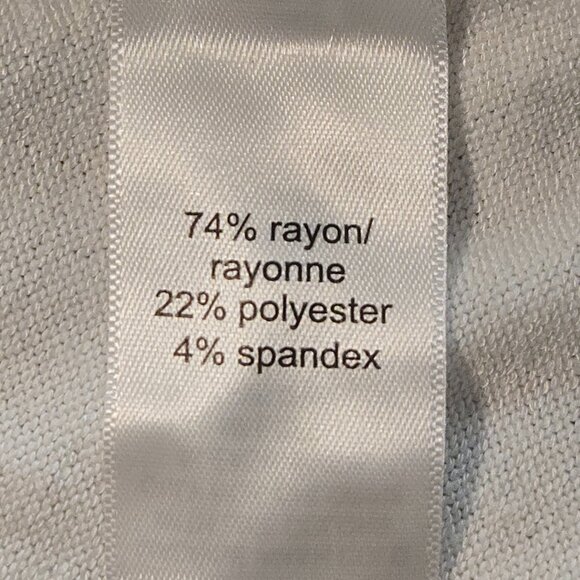 74% rayon/
rayonne
22% polyester
4% spandex